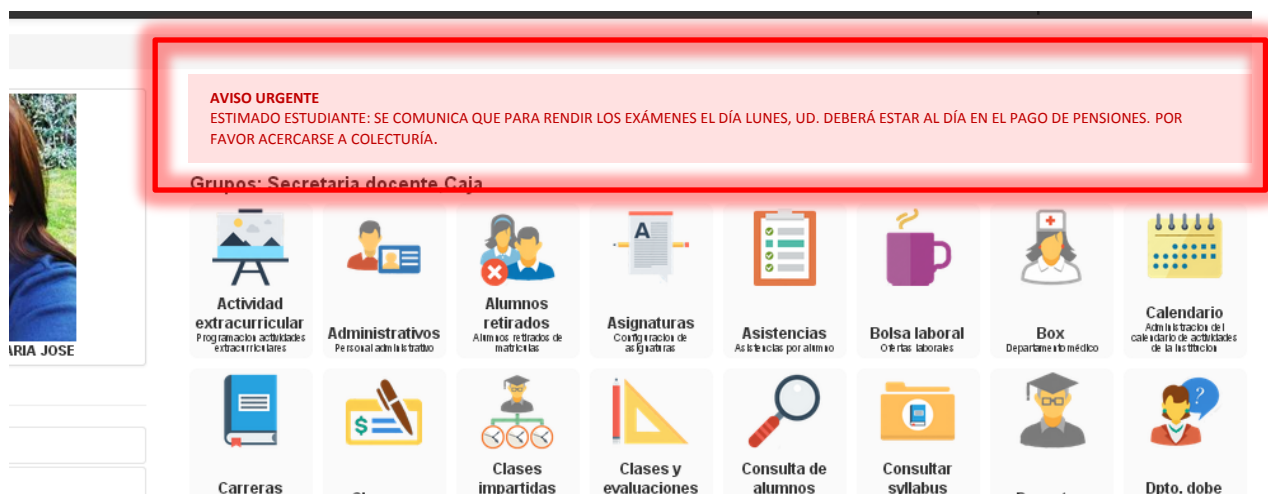 AVISO URGENTE
ESTIMADO ESTUDIANTE: SE COMUNICA QUE PARA RENDIR LOS EXÁMENES EL DÍA LUNES, UD. DEBERÁ ESTAR AL DÍA EN EL PAGO DE PENSIONES. POR
FAVOR ACERCARSE A COLECTURÍA.
Grupos: Secretaria docente Caja
ARIA JOSE
Actividad
extracurricular
Programacion actividades
extracurriculares
Administrativos
Personal administrativo
Alumnos
retirados
Alumnos retirados de
matriculas
Asignaturas
Configuracion de
asignaturas
Asistencias
Asistencias por alumno
Bolsa laboral
Ofertas laborales
Box
Departamento médico
Calendario
Administracion del
calendario de actividades
de la Institucion
Carreras
Clases
impartidas
Clases y
evaluaciones
Consulta de
alumnos
Consultar
syllabus
Dpto. dobe